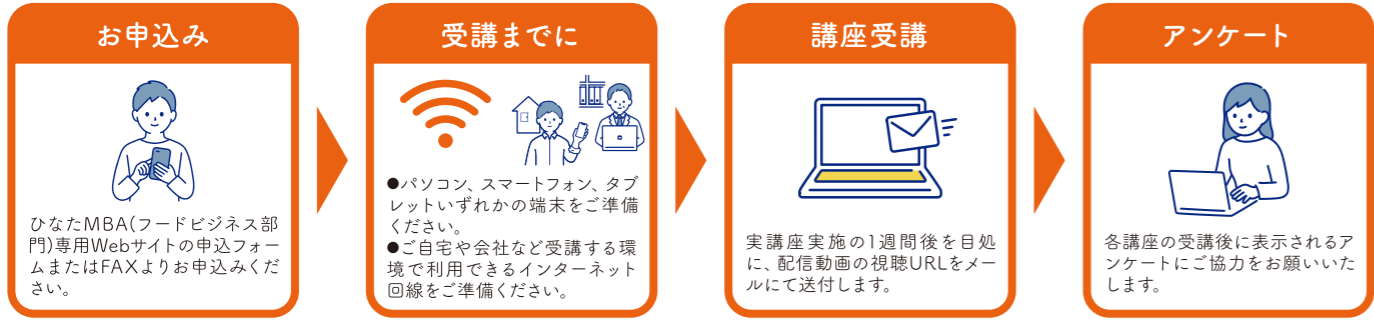 お申込み
ひなたMBA(フードビジネス部
門)専用Webサイトの申込フォー
ムまたはFAXよりお申込みくだ
さい。
受講までに
●パソコン、スマートフォン、タブ
レットいずれかの端末をご準備
ください。
●ご自宅や会社など受講する環
境で利用できるインターネット
回線をご準備ください。
講座受講
実講座実施の1週間後を目処
に、配信動画の視聴URLをメー
ルにて送付します。
アンケート
各講座の受講後に表示されるア
ンケートにご協力をお願いいた
します。